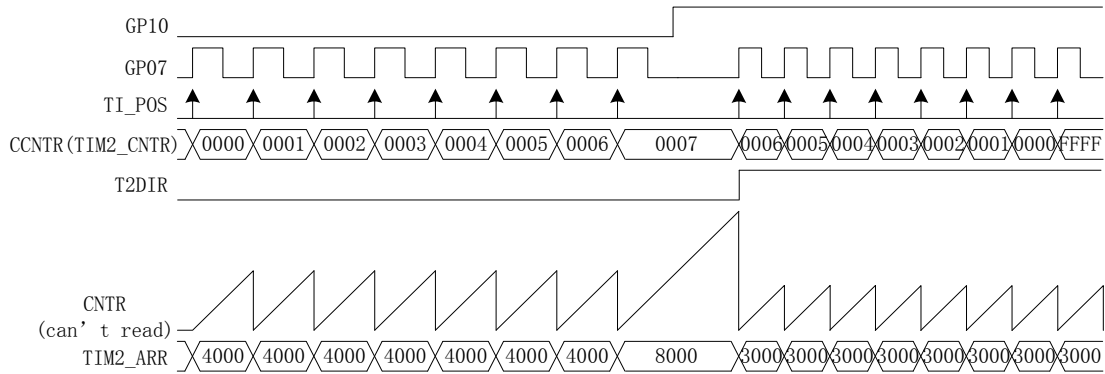 GP10
GP07
TI_POS
CCNTR(TIM2_CNTR) 0000 0001 0002 0003 0004 0005 0006 0007 0006 0005 0004 0003 0002 0001 0000 FFFF
T2DIR
CNTR
(can't read)
TIM2_ARR 4000 4000 4000 4000 4000 4000 4000 8000 3000 3000 3000 3000 3000 3000 3000 3000